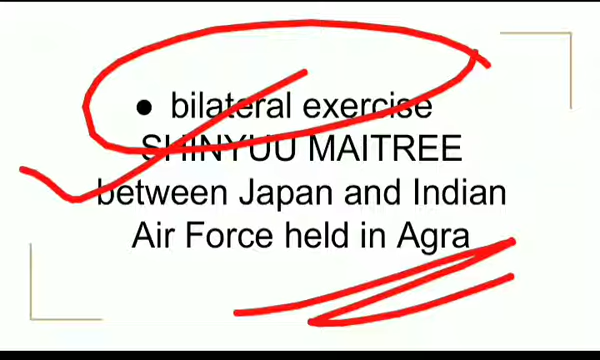 ● bilateral exercise
SHINYUU MAITREE
between Japan and Indian
Air Force held in Agra